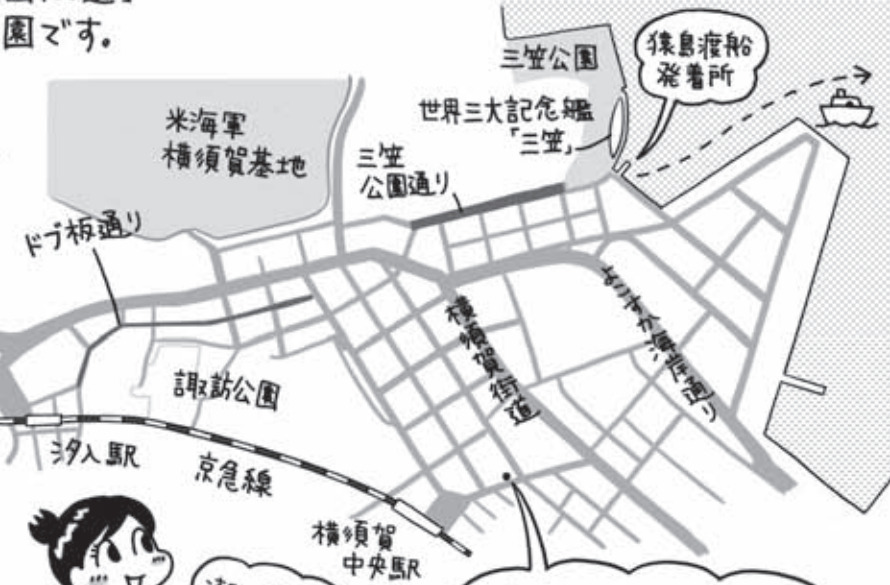 園です。
三笠公園
猿島渡船
発着所
世界三大記念艦
「三笠」
米海軍
横須賀基地
三笠
公園通り
ドブ板通り
横須賀街道
よこすか海岸通り
諏訪公園
汐入駅
京急線
横須賀
中央駅